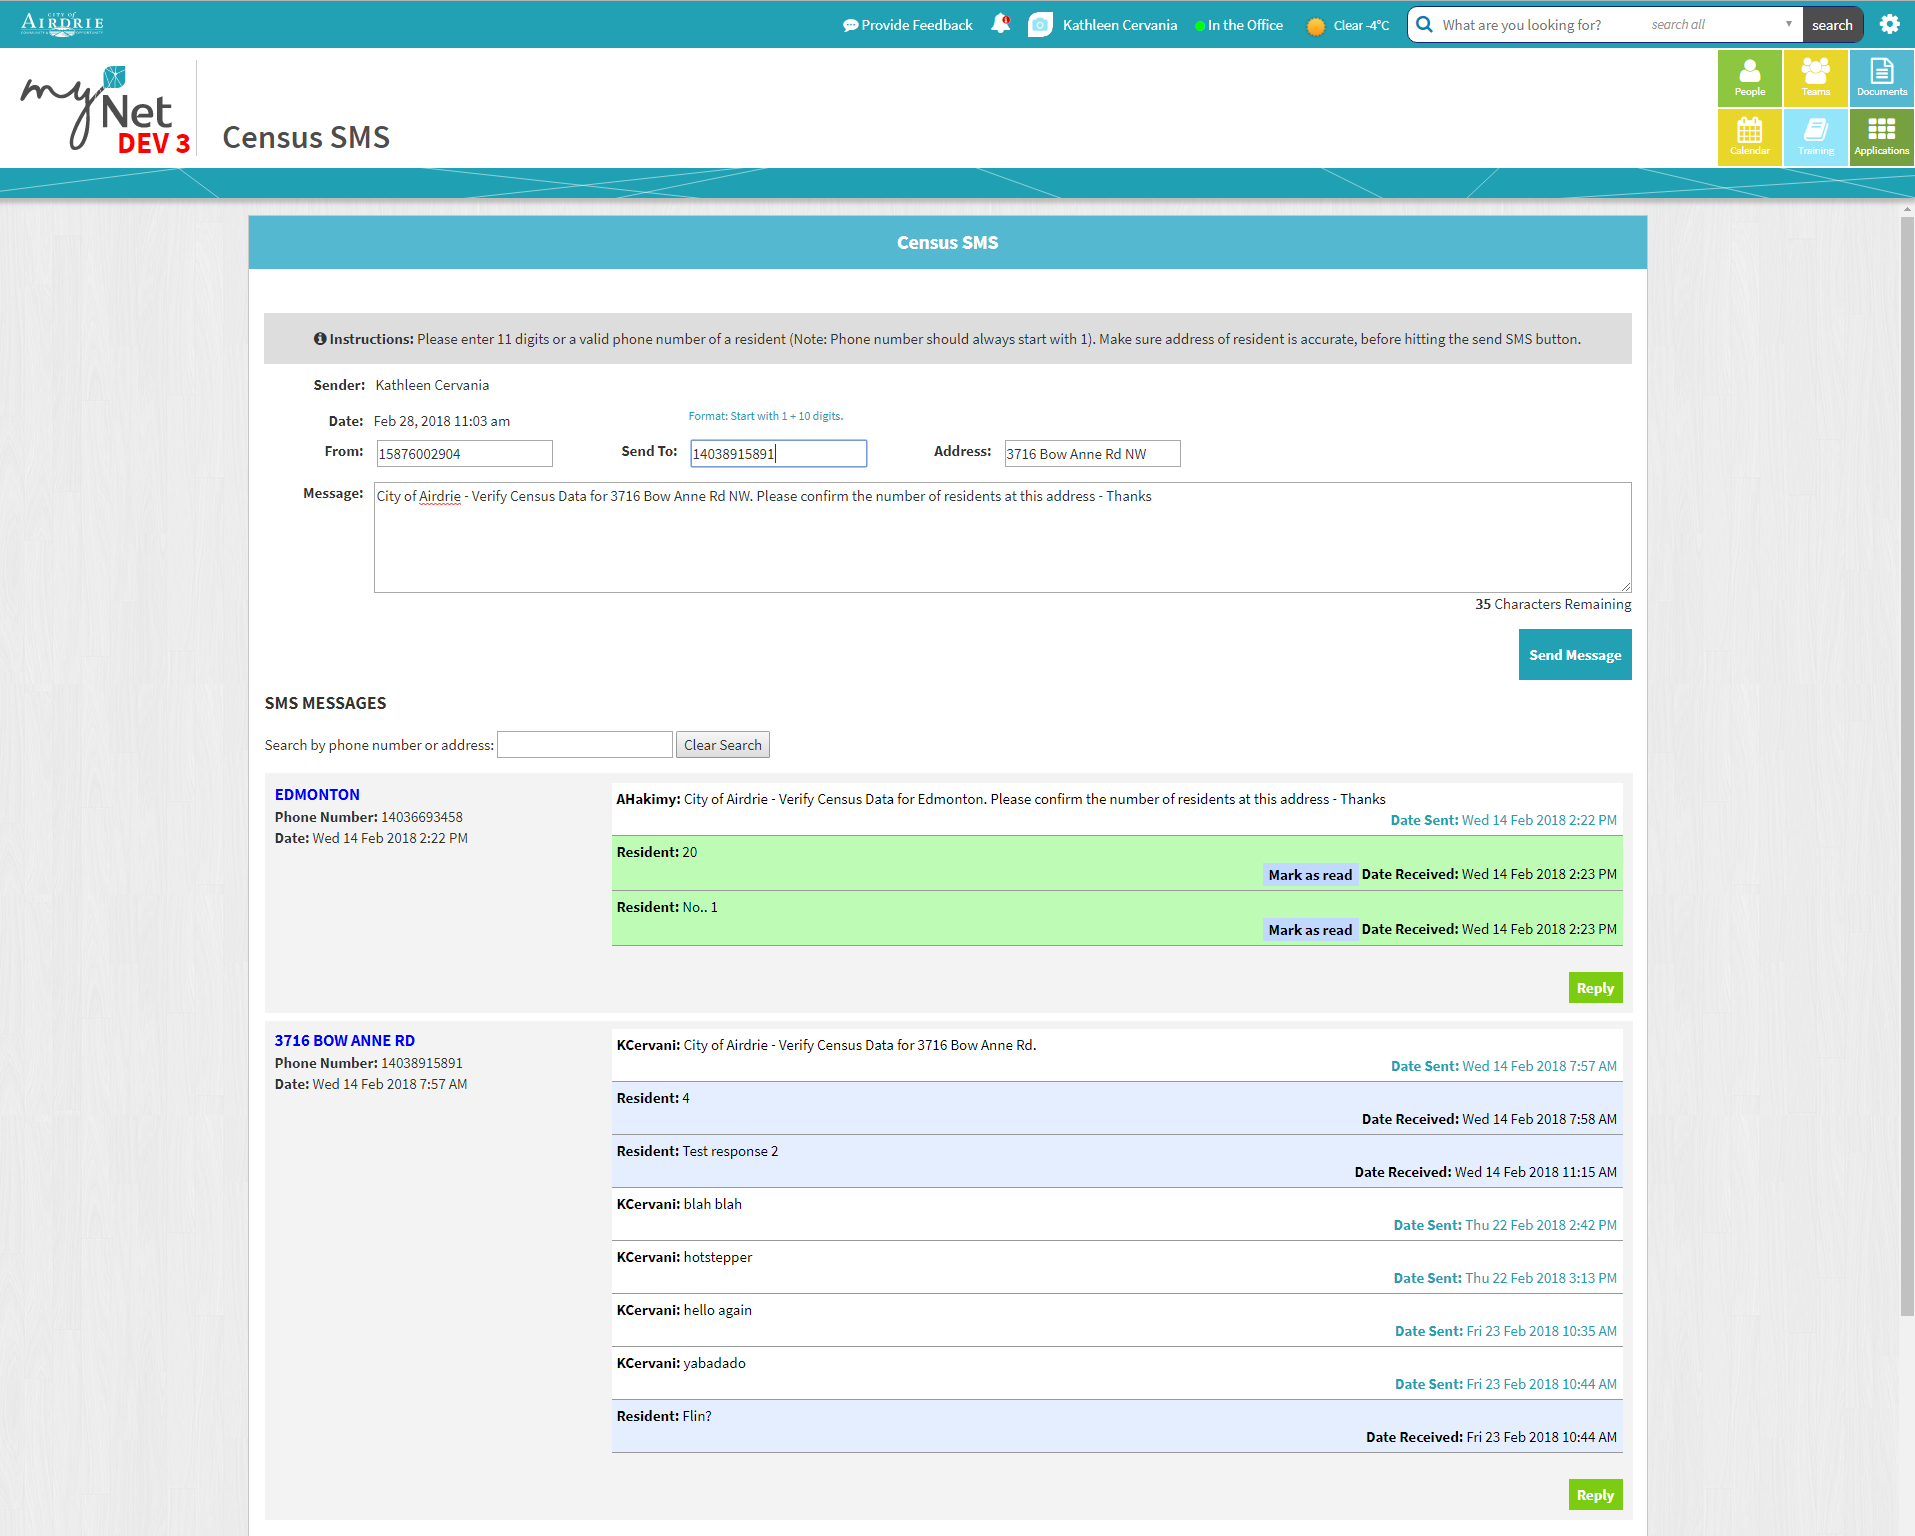 CITY OF
AIRDRIE
Provide Feedback
Kathleen Cervania
In the Office
Clear -4°C
What are you looking for?
search all
search
myNet
DEV 3
Census SMS
People
Teams
Documents
Calendar
Training
Applications
Census SMS
Instructions: Please enter 11 digits or a valid phone number of a resident (Note: Phone number should always start with 1). Make sure address of resident is accurate, before hitting the send SMS button.
Sender: Kathleen Cervania
Date: Feb 28, 2018 11:03 am
Format: Start with 1 + 10 digits.
From: 15876002904
Send To: 14038915891
Address: 3716 Bow Anne Rd NW
Message: City of Airdrie - Verify Census Data for 3716 Bow Anne Rd NW. Please confirm the number of residents at this address - Thanks
35 Characters Remaining
Send Message
SMS MESSAGES
Search by phone number or address:
Clear Search
EDMONTON
Phone Number: 14036693458
Date: Wed 14 Feb 2018 2:22 PM
AHakimy: City of Airdrie - Verify Census Data for Edmonton. Please confirm the number of residents at this address - Thanks
Date Sent: Wed 14 Feb 2018 2:22 PM
Resident: 20
Mark as read Date Received: Wed 14 Feb 2018 2:23 PM
Resident: No.. 1
Mark as read Date Received: Wed 14 Feb 2018 2:23 PM
Reply
3716 BOW ANNE RD
Phone Number: 14038915891
Date: Wed 14 Feb 2018 7:57 AM
KCervani: City of Airdrie - Verify Census Data for 3716 Bow Anne Rd.
Date Sent: Wed 14 Feb 2018 7:57 AM
Resident: 4
Date Received: Wed 14 Feb 2018 7:58 AM
Resident: Test response 2
Date Received: Wed 14 Feb 2018 11:15 AM
KCervani: blah blah
Date Sent: Thu 22 Feb 2018 2:42 PM
KCervani: hotstepper
Date Sent: Thu 22 Feb 2018 3:13 PM
KCervani: hello again
Date Sent: Fri 23 Feb 2018 10:35 AM
KCervani: yabadado
Date Sent: Fri 23 Feb 2018 10:44 AM
Resident: Flin?
Date Received: Fri 23 Feb 2018 10:44 AM
Reply